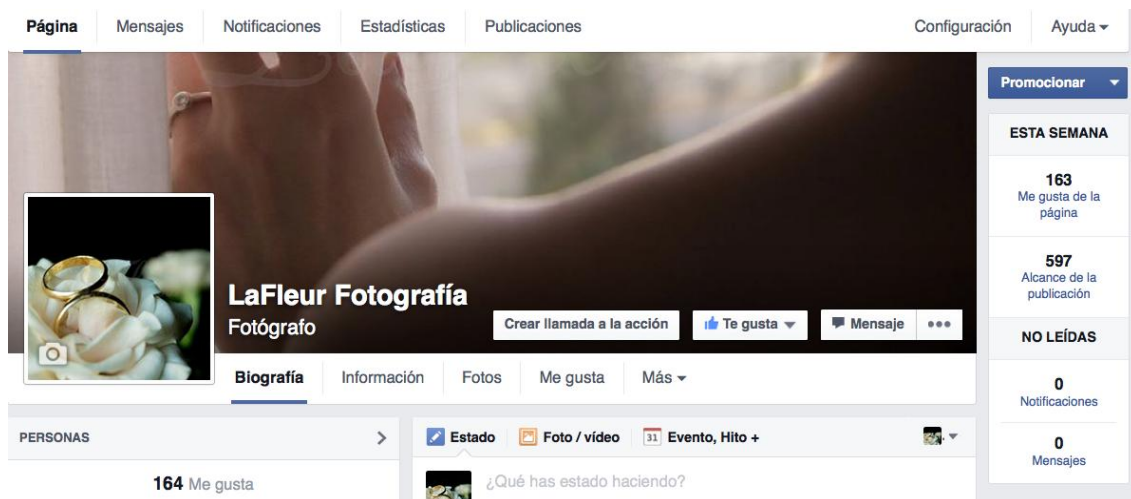 Página Mensajes Notificaciones Estadísticas Publicaciones Configuración Ayuda
Promocionar
ESTA SEMANA
163
Me gusta de la
página
597
Alcance de la
publicación
NO LEÍDAS
0
Notificaciones
0
Mensajes
LaFleur Fotografía
Fotógrafo
Crear llamada a la acción Te gusta Mensaje
Biografía Información Fotos Me gusta Más
PERSONAS
164 Me gusta
Estado Foto / vídeo 31 Evento, Hito +
¿Qué has estado haciendo?